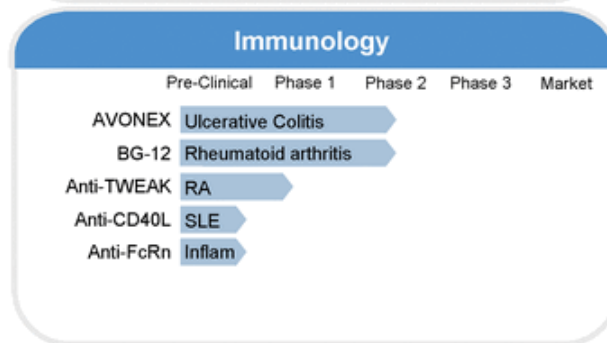 Immunology
Pre-Clinical Phase 1 Phase 2 Phase 3 Market
AVONEX Ulcerative Colitis
BG-12 Rheumatoid arthritis
Anti-TWEAK RA
Anti-CD40L SLE
Anti-FcRn Inflam